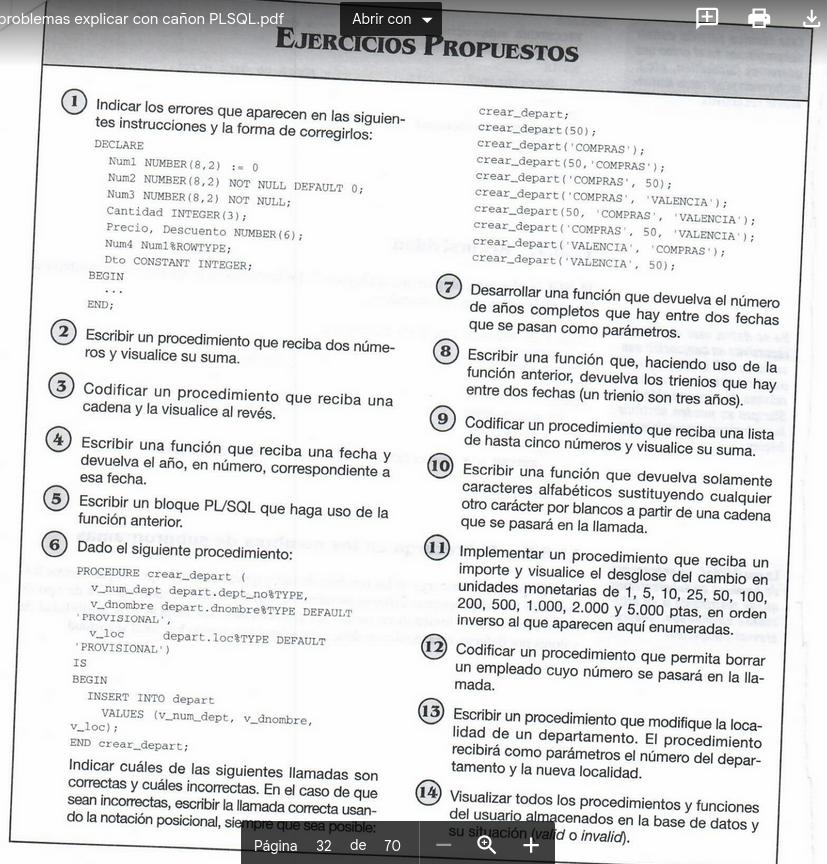 problemas explicar con cañon PLSQL.pdf
Abrir con
EJERCICIOS PROPUESTOS
1 Indicar los errores que aparecen en las siguien-
tes instrucciones y la forma de corregirlos:
DECLARE
Num1 NUMBER(8,2) := 0
Num2 NUMBER(8,2) NOT NULL DEFAULT 0;
Num3 NUMBER(8,2) NOT NULL;
Cantidad INTEGER(3);
Precio, Descuento NUMBER(6);
Num4 Num1%ROWTYPE;
Dto CONSTANT INTEGER;
BEGIN
...
END;
2 Escribir un procedimiento que reciba dos núme-
ros y visualice su suma.
3 Codificar un procedimiento que reciba una
cadena y la visualice al revés.
4 Escribir una función que reciba una fecha y
devuelva el año, en número, correspondiente a
esa fecha.
5 Escribir un bloque PL/SQL que haga uso de la
función anterior.
6 Dado el siguiente procedimiento:
PROCEDURE crear_depart (
v_num_dept depart.dept_no%TYPE,
v_dnombre depart.dnombre%TYPE DEFAULT
'PROVISIONAL',
v_loc depart.loc%TYPE DEFAULT
'PROVISIONAL')
IS
BEGIN
INSERT INTO depart
VALUES (v_num_dept, v_dnombre,
v_loc);
END crear_depart;
Indicar cuáles de las siguientes llamadas son
correctas y cuáles incorrectas. En el caso de que
sean incorrectas, escribir la llamada correcta usan-
do la notación posicional, siempre que sea posible:
crear_depart;
crear_depart(50);
crear_depart('COMPRAS');
crear_depart(50,'COMPRAS');
crear_depart('COMPRAS', 50);
crear_depart('COMPRAS', 'VALENCIA');
crear_depart(50, 'COMPRAS', 'VALENCIA');
crear_depart('COMPRAS', 50, 'VALENCIA');
crear_depart('VALENCIA', 'COMPRAS');
crear_depart('VALENCIA', 50);
7 Desarrollar una función que devuelva el número
de años completos que hay entre dos fechas
que se pasan como parámetros.
8 Escribir una función que, haciendo uso de la
función anterior, devuelva los trienios que hay
entre dos fechas (un trienio son tres años).
9 Codificar un procedimiento que reciba una lista
de hasta cinco números y visualice su suma.
10 Escribir una función que devuelva solamente
caracteres alfabéticos sustituyendo cualquier
otro carácter por blancos a partir de una cadena
que se pasará en la llamada.
11 Implementar un procedimiento que reciba un
importe y visualice el desglose del cambio en
unidades monetarias de 1, 5, 10, 25, 50, 100,
200, 500, 1.000, 2.000 y 5.000 ptas, en orden
inverso al que aparecen aquí enumeradas.
12 Codificar un procedimiento que permita borrar
un empleado cuyo número se pasará en la lla-
mada.
13 Escribir un procedimiento que modifique la loca-
lidad de un departamento. El procedimiento
recibirá como parámetros el número del depar-
tamento y la nueva localidad.
14 Visualizar todos los procedimientos y funciones
del usuario almacenados en la base de datos y
su situación (valid o invalid).
Página 32 de 70